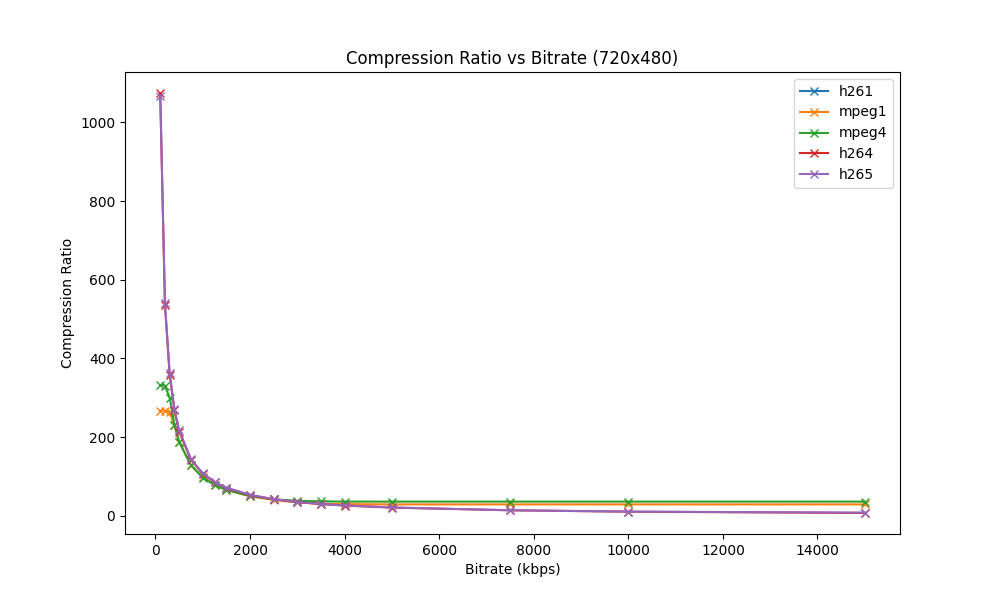 Compression Ratio vs Bitrate (720x480)
h261
mpeg1
mpeg4
h264
h265
Compression Ratio
1000
800
600
400
200
0
0 2000 4000 6000 8000 10000 12000 14000
Bitrate (kbps)